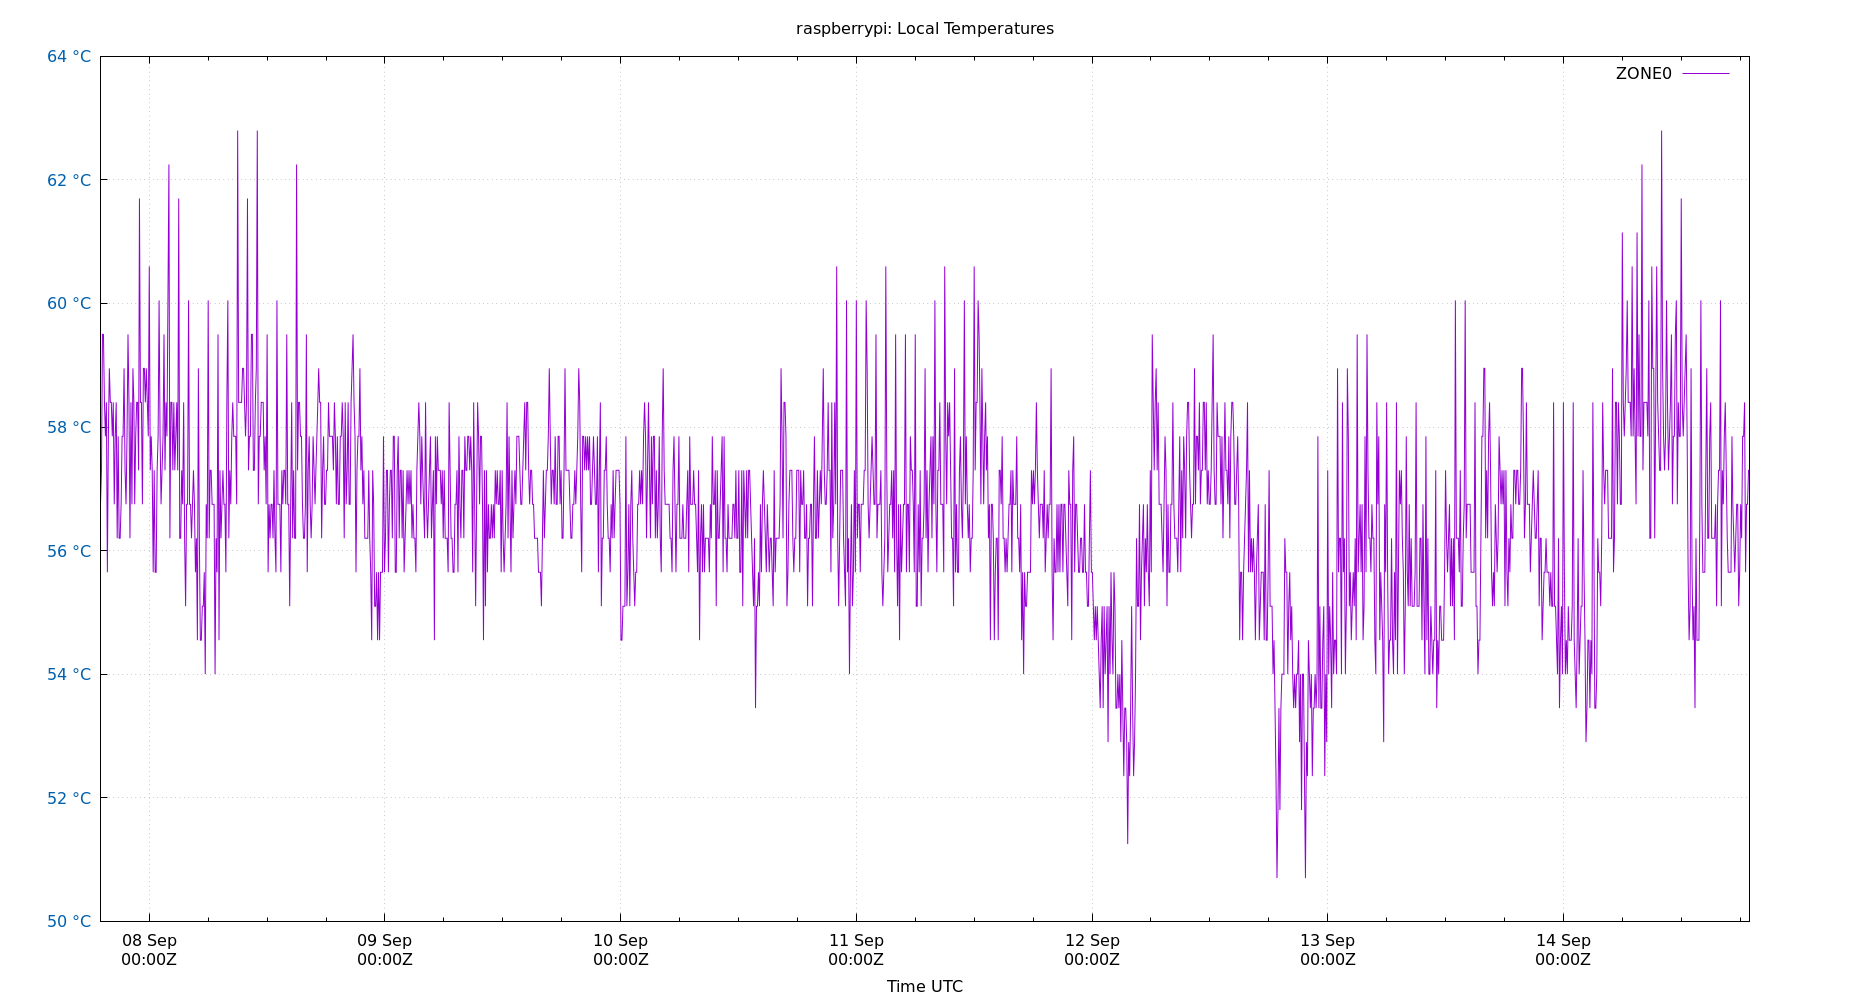 raspberrypi: Local Temperatures
64 °C
ZONE0
62 °C
60 °C
58 °C
56 °C
54 °C
52 °C
50 °C
08 Sep 09 Sep 10 Sep 11 Sep 12 Sep 13 Sep 14 Sep
00:00Z 00:00Z 00:00Z 00:00Z 00:00Z 00:00Z 00:00Z
Time UTC